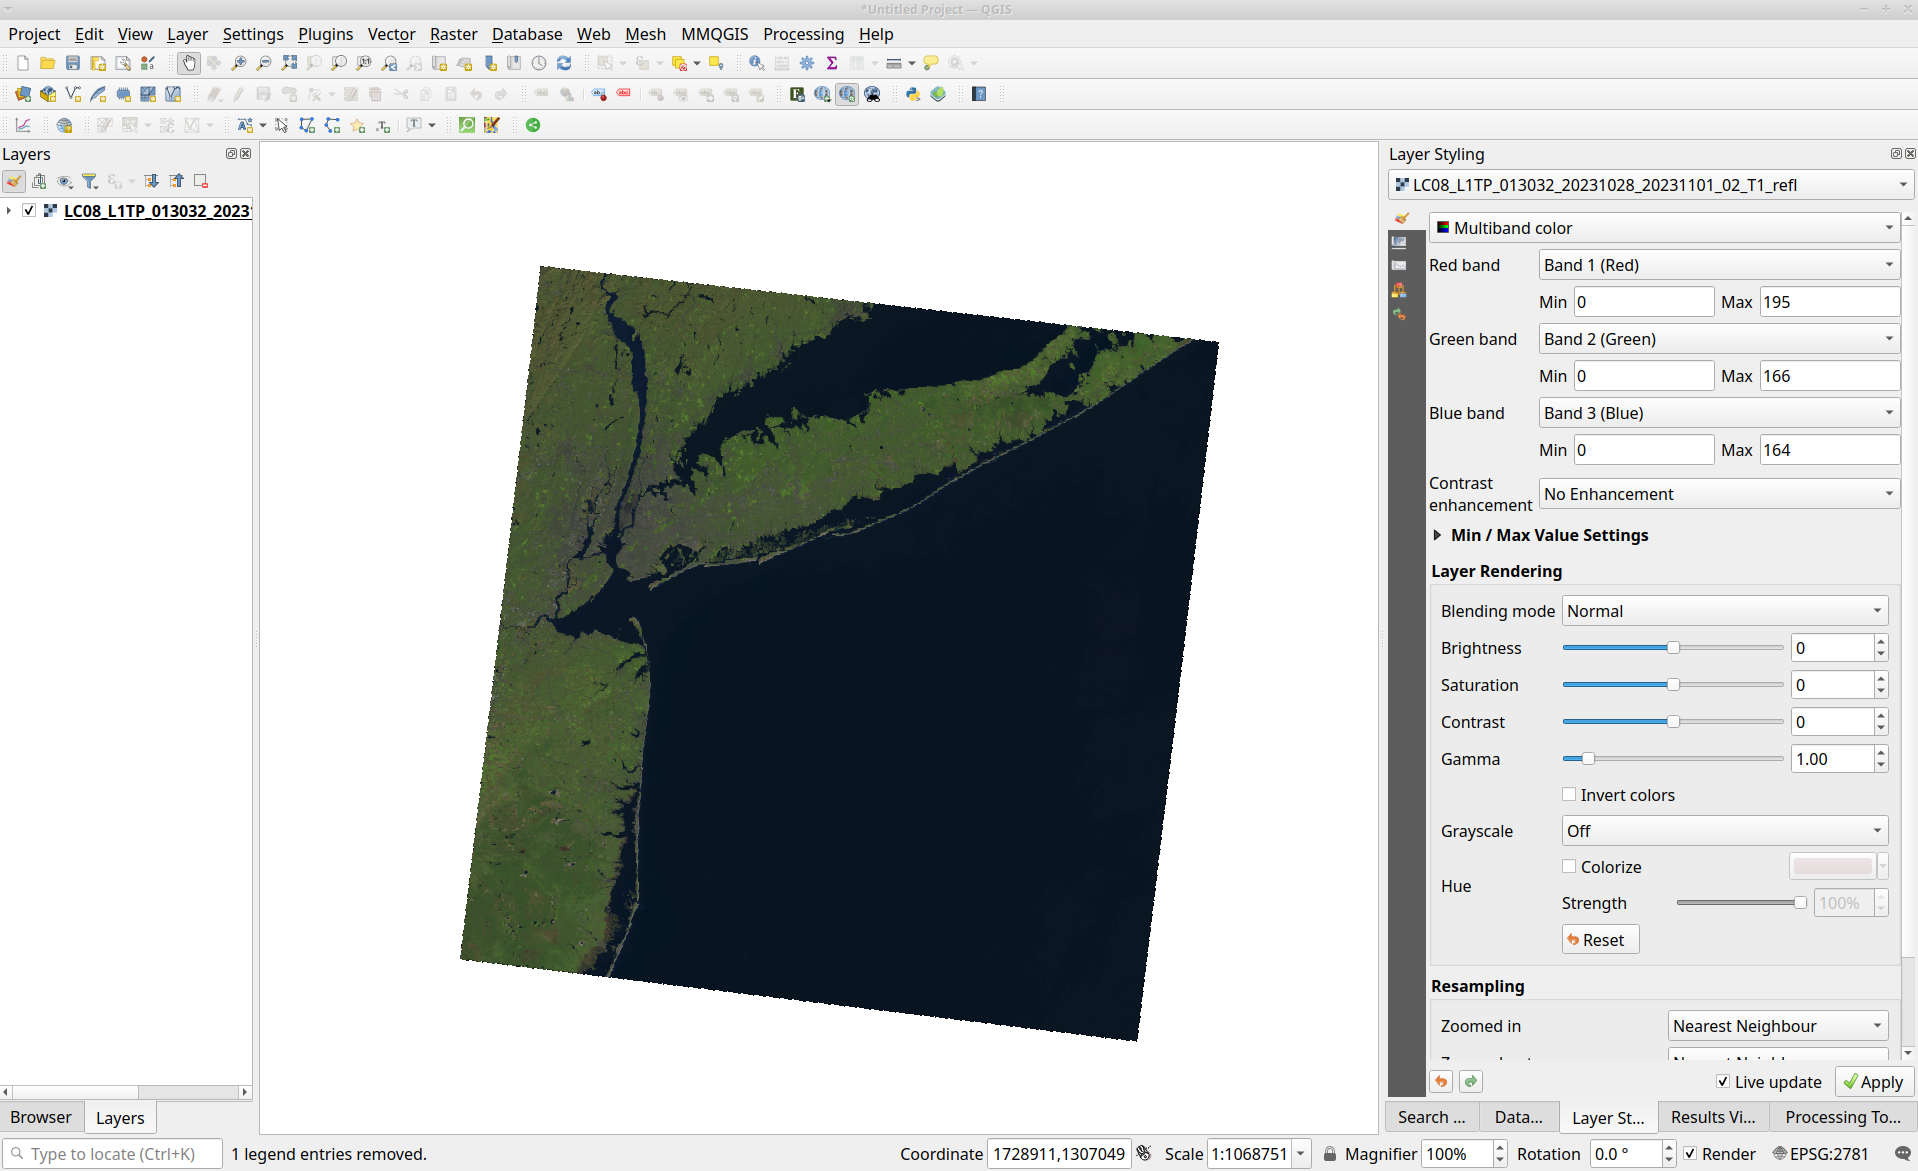 *Untitled Project — QGIS
Project Edit View Layer Settings Plugins Vector Raster Database Web Mesh MMQGIS Processing Help
Layers
LC08_L1TP_013032_2023
Layer Styling
LC08_L1TP_013032_20231028_20231101_02_T1_refl
Multiband color
Red band Band 1 (Red)
Min 0 Max 195
Green band Band 2 (Green)
Min 0 Max 166
Blue band Band 3 (Blue)
Min 0 Max 164
Contrast
enhancement No Enhancement
Min / Max Value Settings
Layer Rendering
Blending mode Normal
Brightness 0
Saturation 0
Contrast 0
Gamma 1.00
Invert colors
Grayscale Off
Colorize
Hue
Strength 100%
Reset
Resampling
Zoomed in Nearest Neighbour
Live update Apply
Browser Layers
Search ... Data... Layer St... Results Vi... Processing To...
Type to locate (Ctrl+K) 1 legend entries removed. Coordinate 1728911,1307049 Scale 1:1068751 Magnifier 100% Rotation 0.0 ° Render EPSG:2781